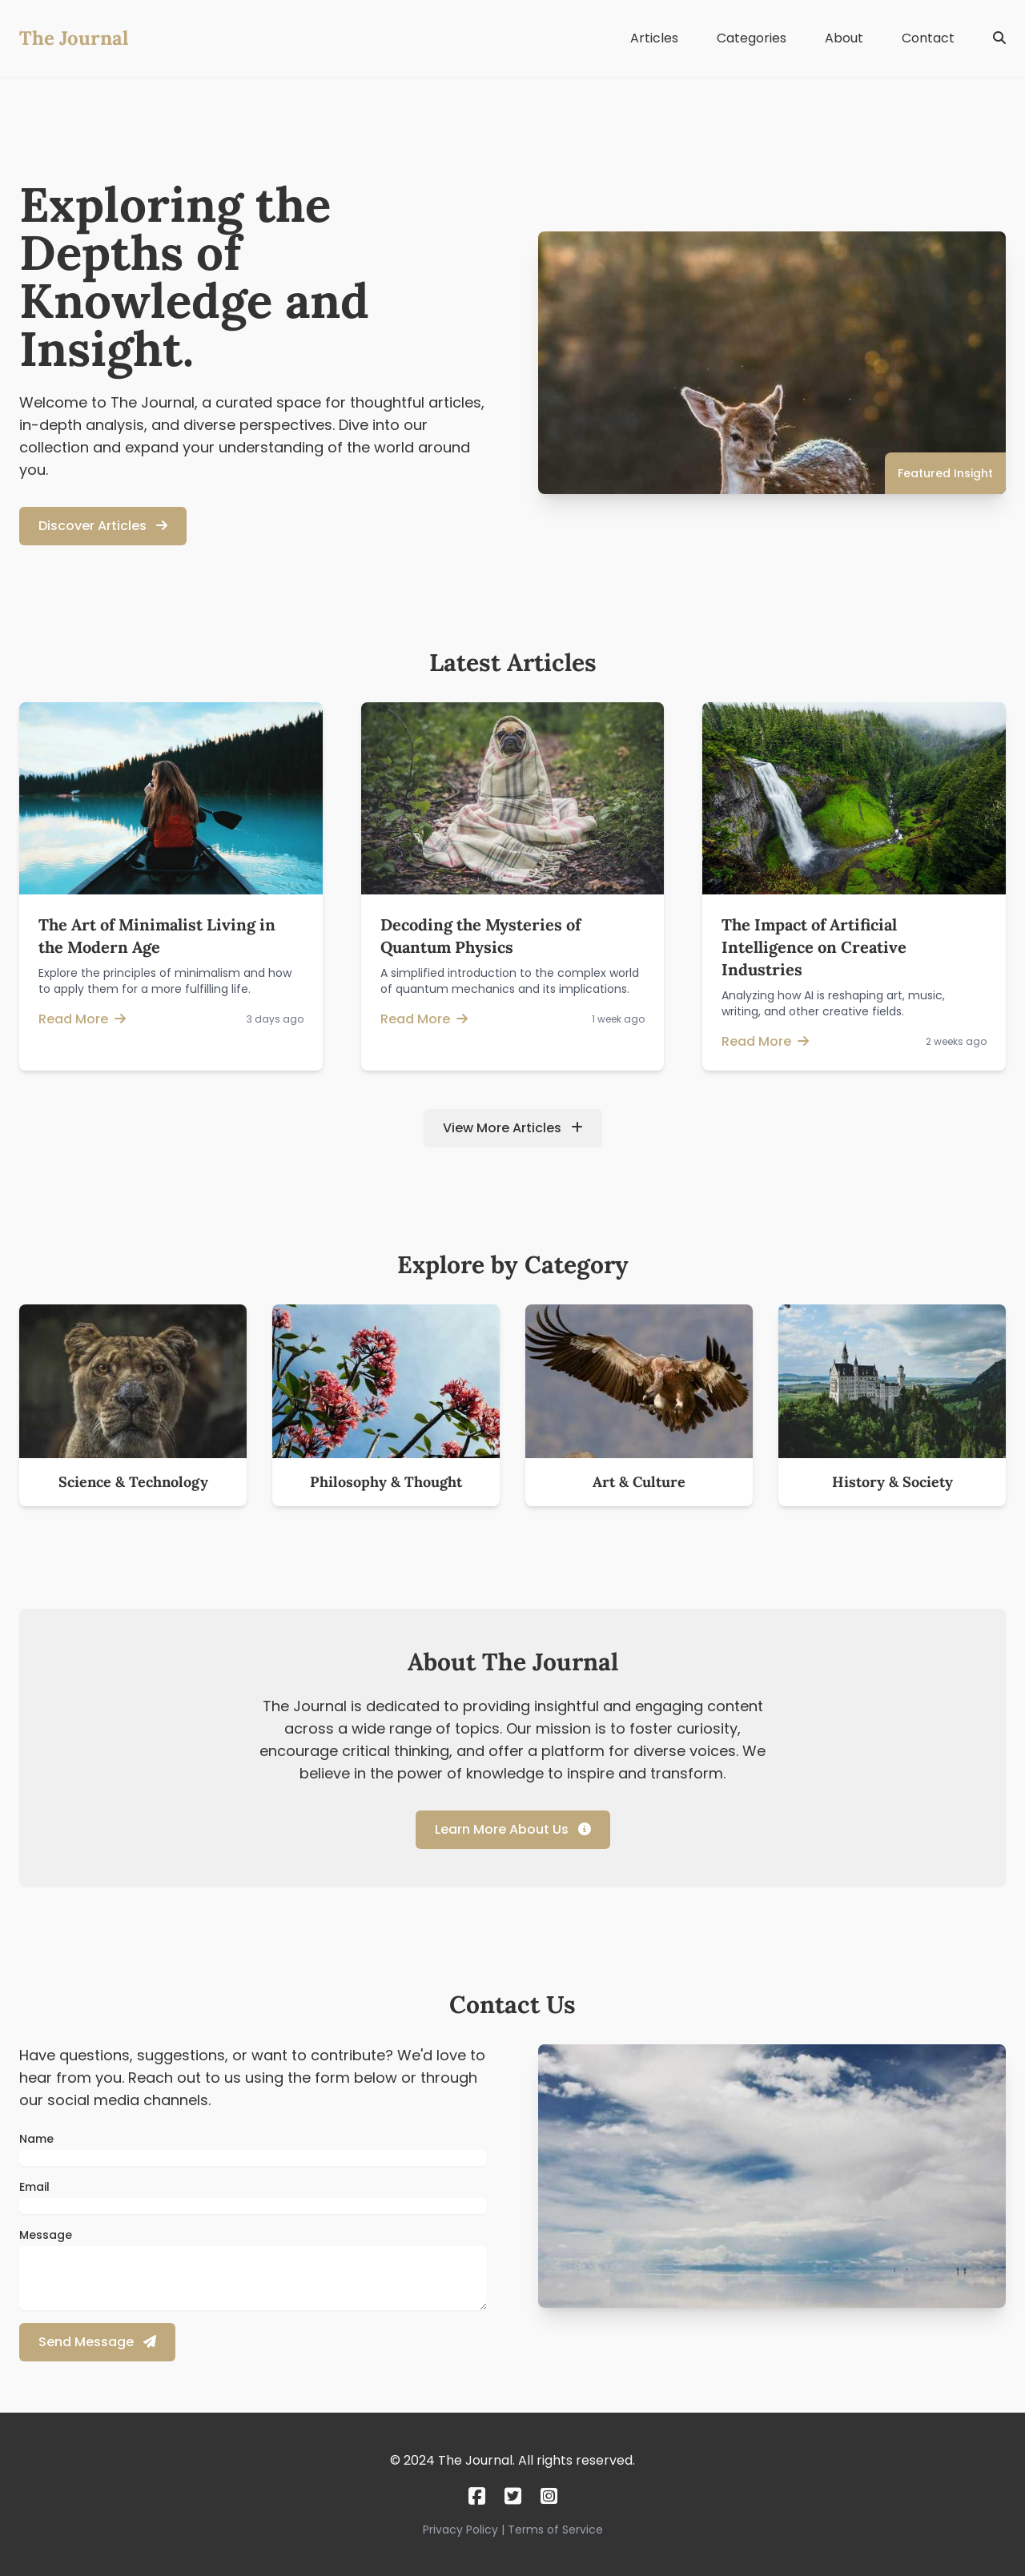 The Journal
Articles
Categories
About
Contact
Exploring the
Depths of
Knowledge and
Insight.
Welcome to The Journal, a curated space for thoughtful articles,
in-depth analysis, and diverse perspectives. Dive into our
collection and expand your understanding of the world around
you.
Discover Articles
Featured Insight
Latest Articles
The Art of Minimalist Living in
the Modern Age
Explore the principles of minimalism and how
to apply them for a more fulfilling life.
Read More
3 days ago
Decoding the Mysteries of
Quantum Physics
A simplified introduction to the complex world
of quantum mechanics and its implications.
Read More
1 week ago
The Impact of Artificial
Intelligence on Creative
Industries
Analyzing how AI is reshaping art, music,
writing, and other creative fields.
Read More
2 weeks ago
View More Articles
Explore by Category
Science & Technology
Philosophy & Thought
Art & Culture
History & Society
About The Journal
The Journal is dedicated to providing insightful and engaging content
across a wide range of topics. Our mission is to foster curiosity,
encourage critical thinking, and offer a platform for diverse voices. We
believe in the power of knowledge to inspire and transform.
Learn More About Us
Contact Us
Have questions, suggestions, or want to contribute? We'd love to
hear from you. Reach out to us using the form below or through
our social media channels.
Name
Email
Message
Send Message
© 2024 The Journal. All rights reserved.
Privacy Policy | Terms of Service